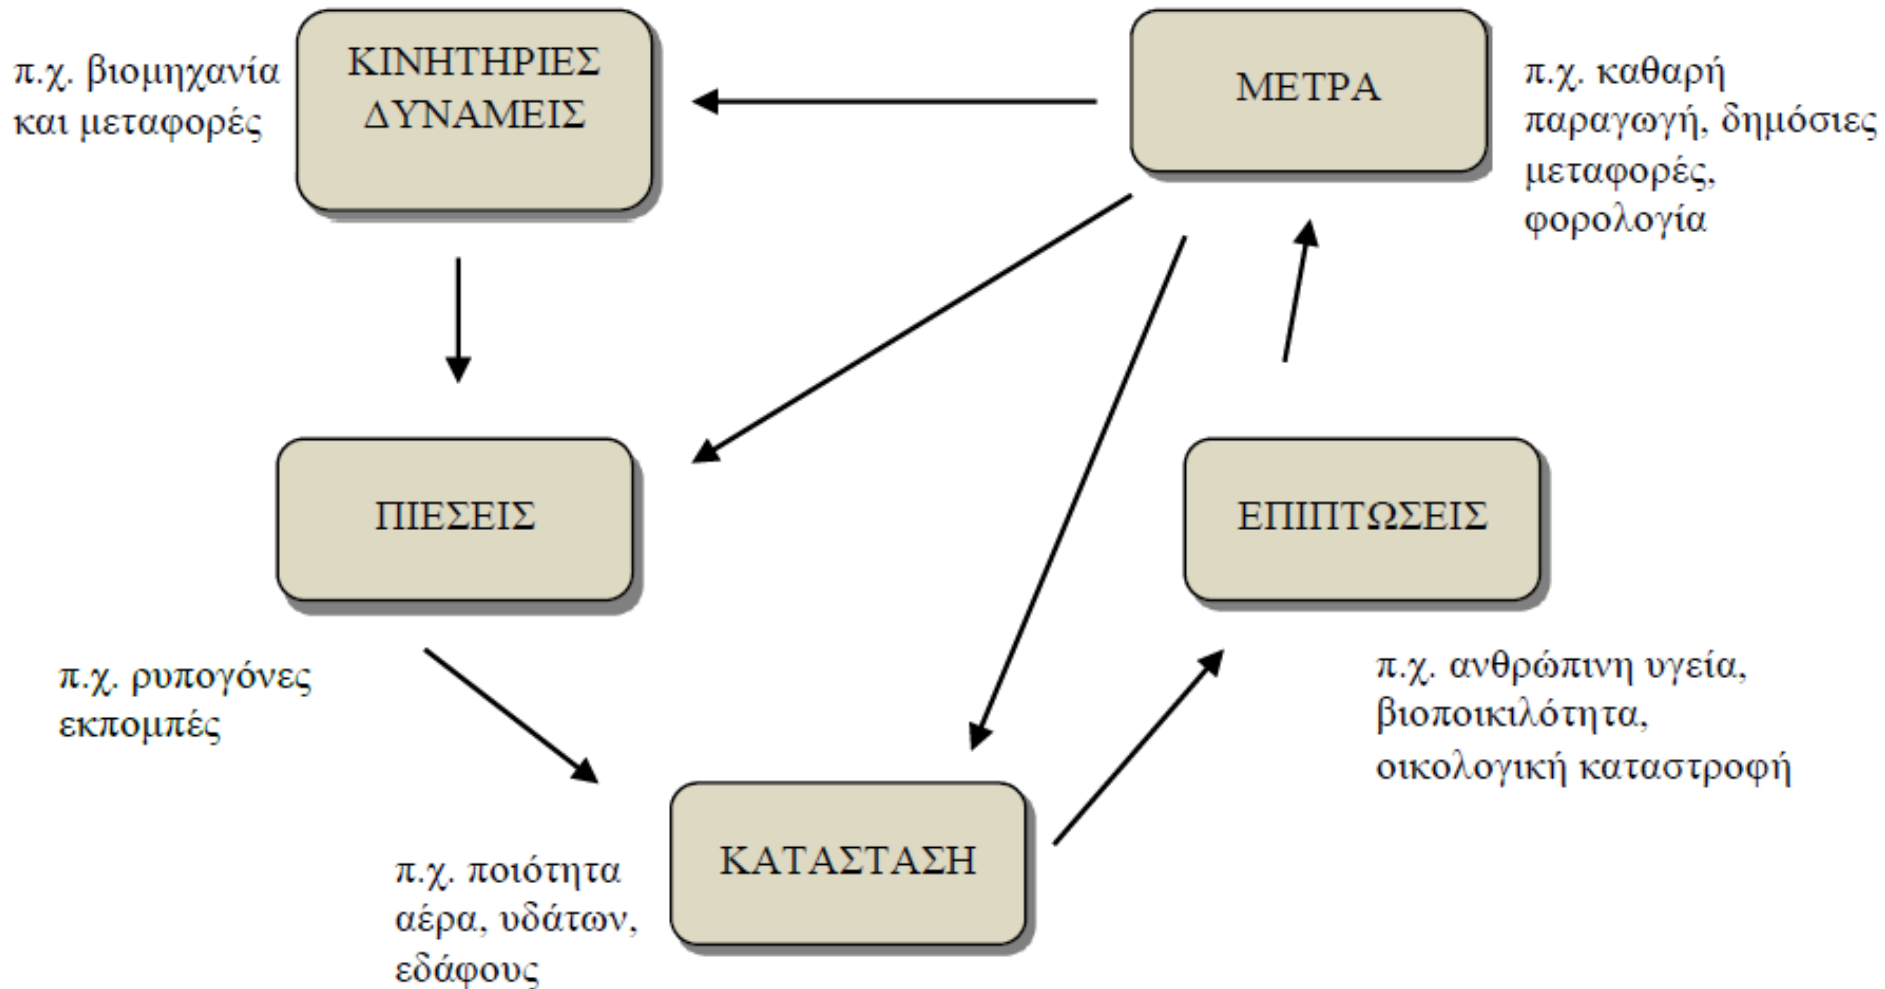 π.χ. βιομηχανία
και μεταφορές
ΚΙΝΗΤΗΡΙΕΣ
ΔΥΝΑΜΕΙΣ
ΜΕΤΡΑ
π.χ. καθαρή
παραγωγή, δημόσιες
μεταφορές,
φορολογία
ΠΙΕΣΕΙΣ
ΕΠΙΠΤΩΣΕΙΣ
π.χ. ρυπογόνες
εκπομπές
π.χ. ανθρώπινη υγεία,
βιοποικιλότητα,
οικολογική καταστροφή
ΚΑΤΑΣΤΑΣΗ
π.χ. ποιότητα
αέρα, υδάτων,
εδάφους